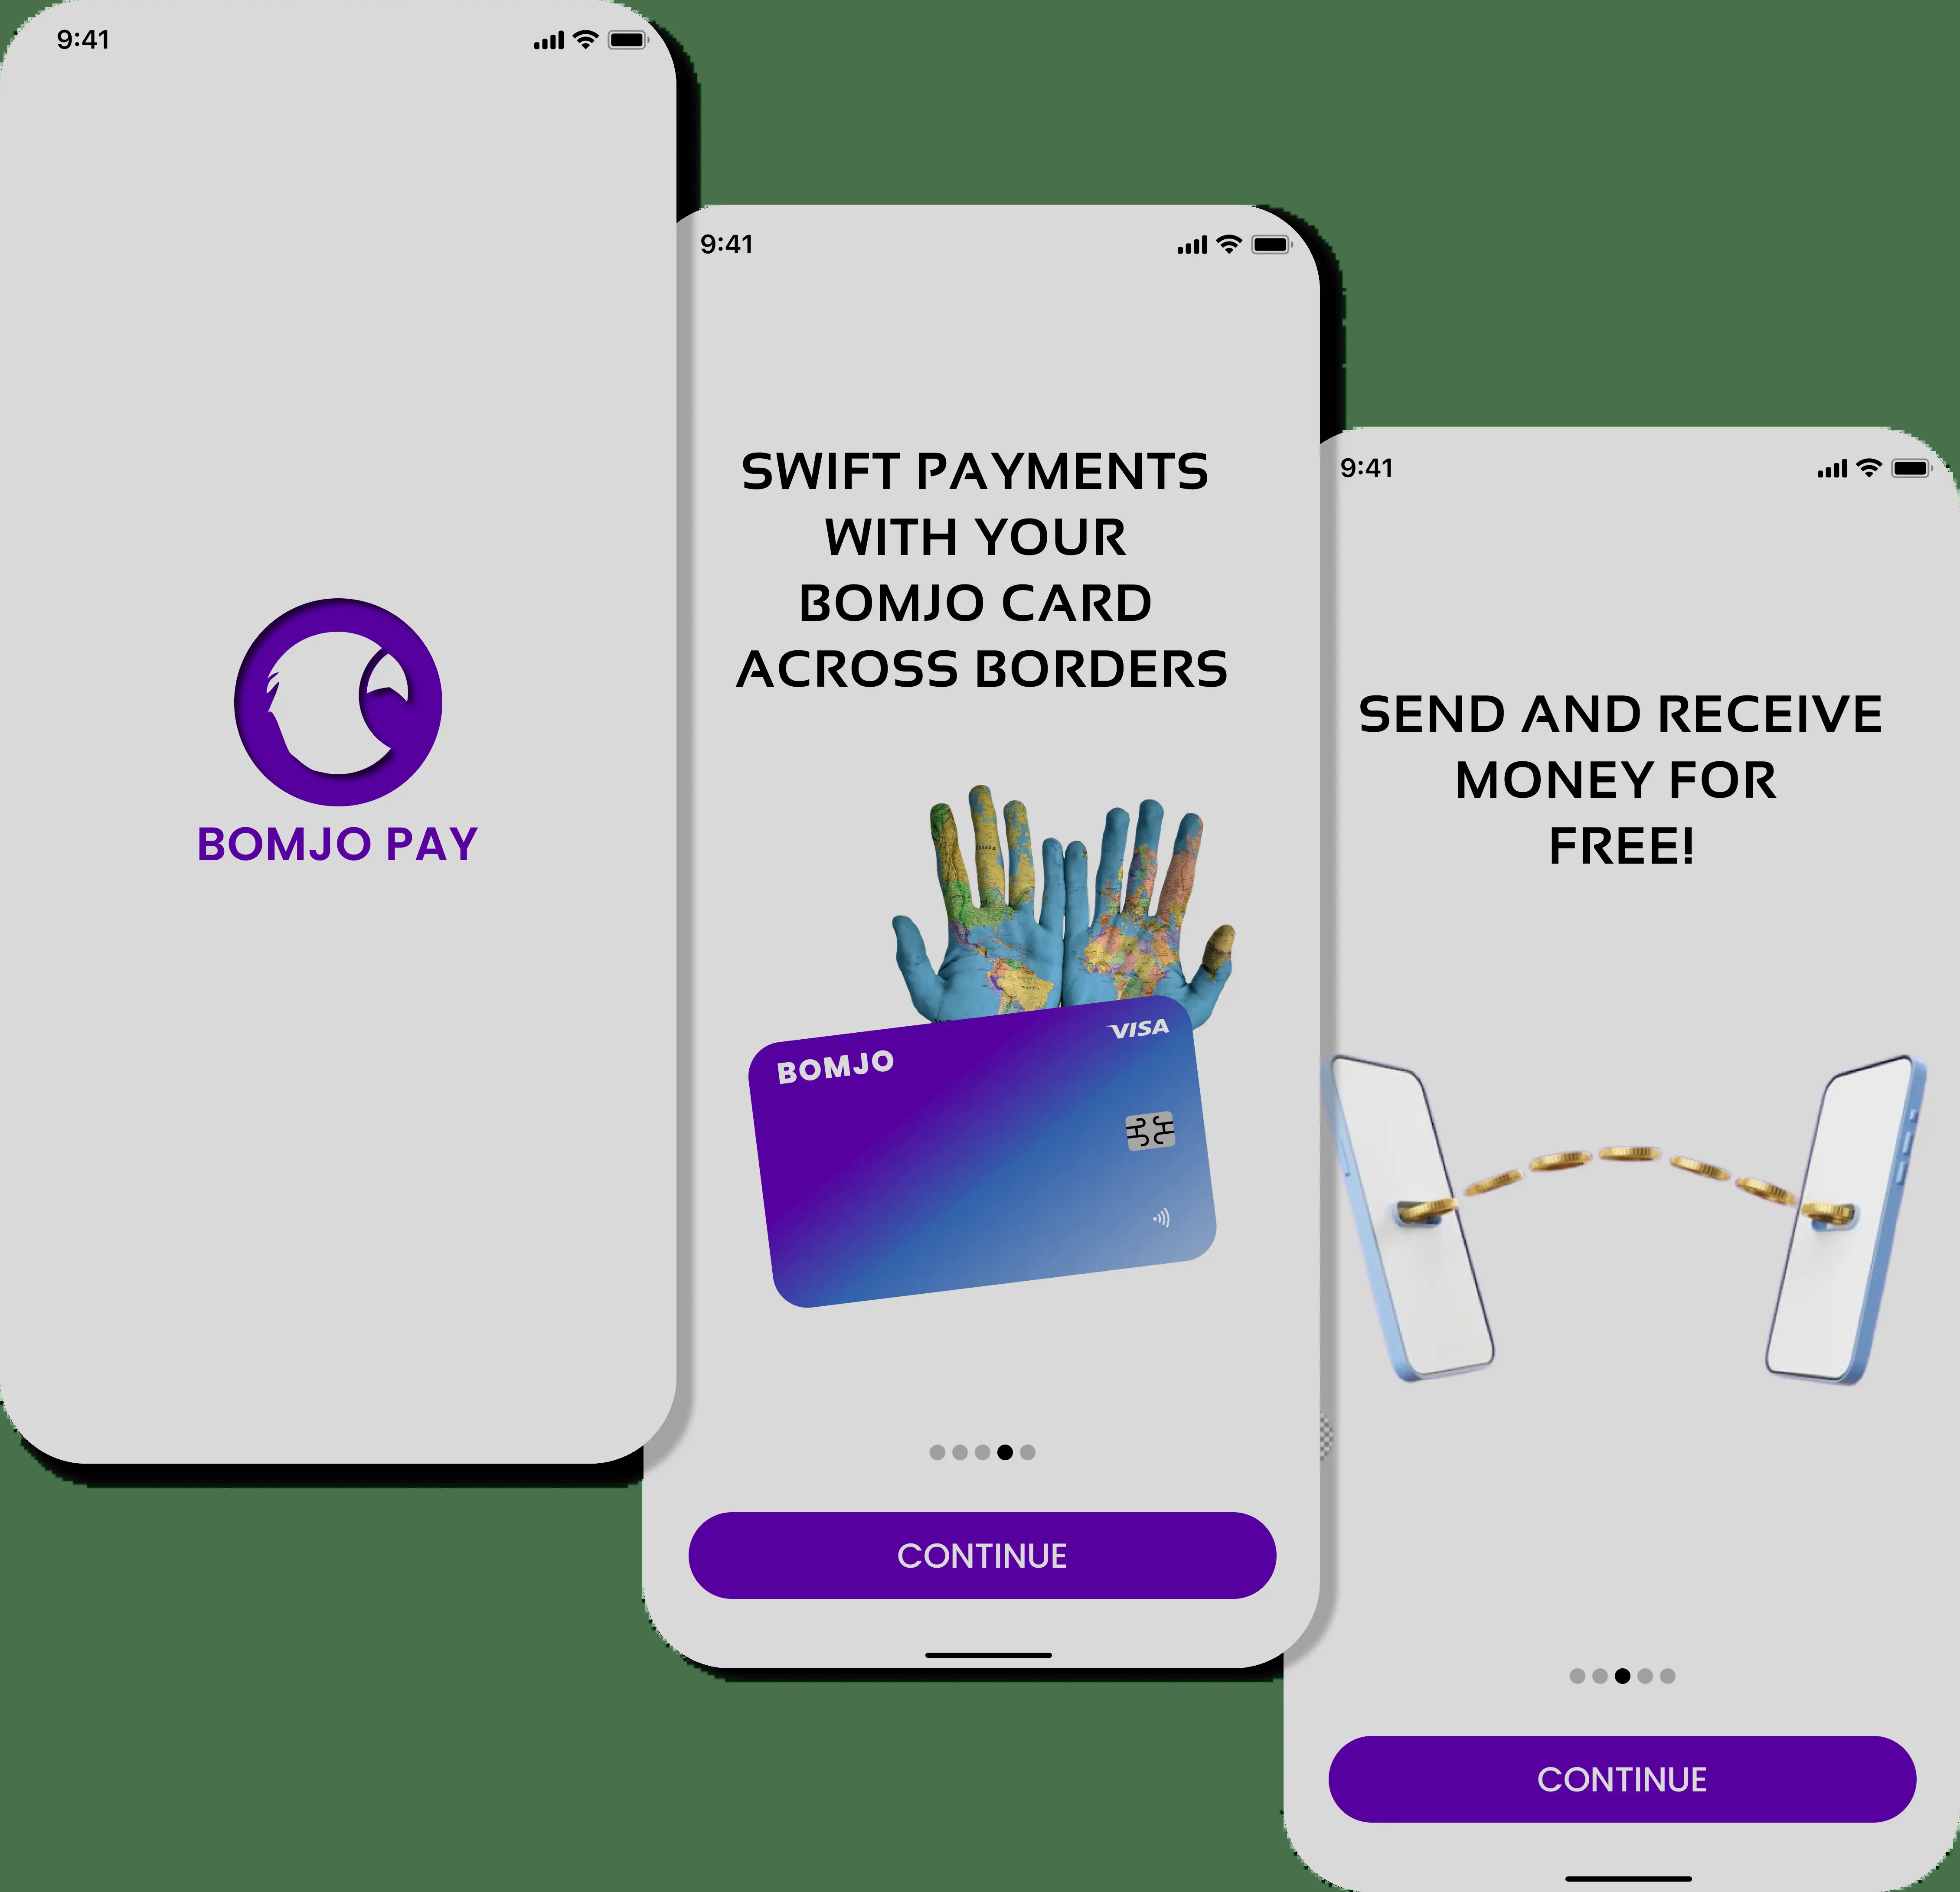 9:41
BOMJO PAY
9:41
SWIFT PAYMENTS
WITH YOUR
BOMJO CARD
ACROSS BORDERS
BOMJO
VISA
CONTINUE
9:41
SEND AND RECEIVE
MONEY FOR
FREE!
CONTINUE